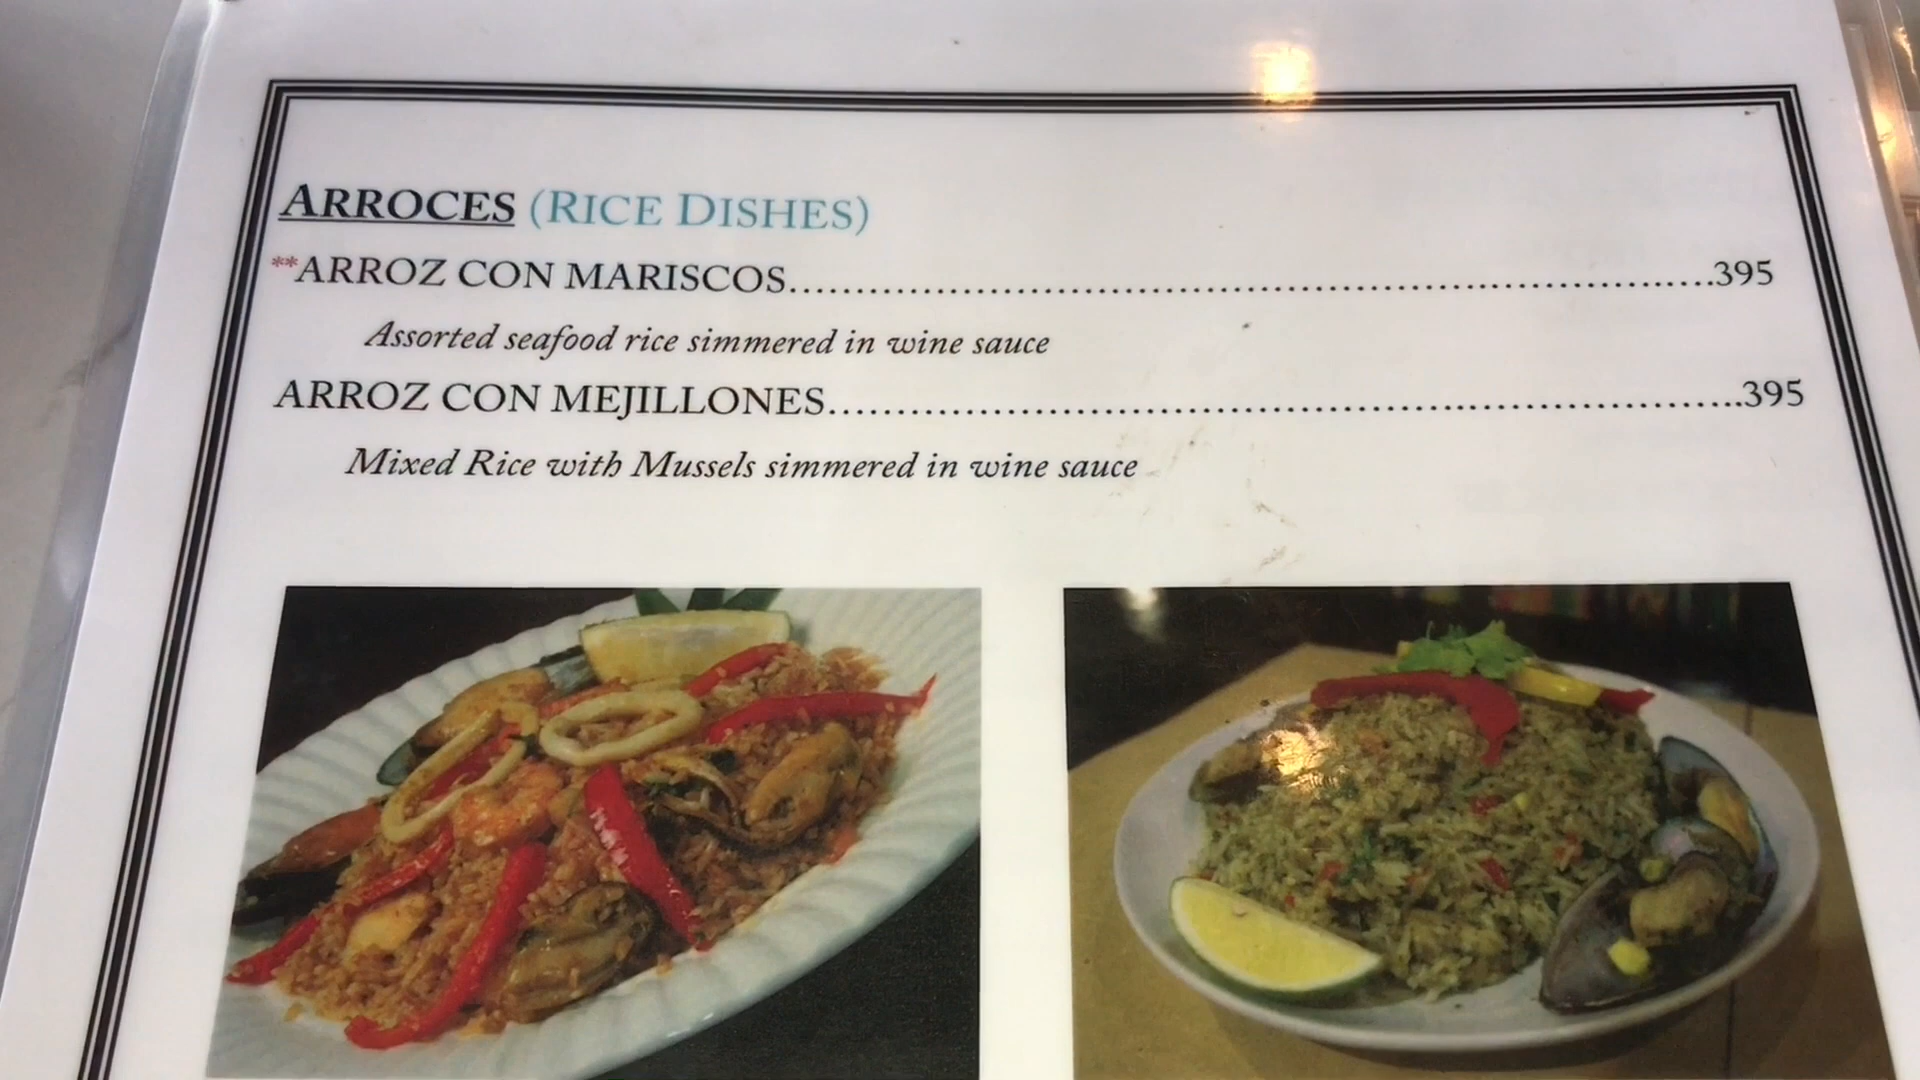 ARROCES (RICE DISHES)
**ARROZ CON MARISCOS.......................................................................395
Assorted seafood rice simmered in wine sauce
ARROZ CON MEJILLONES.......................................................................395
Mixed Rice with Mussels simmered in wine sauce